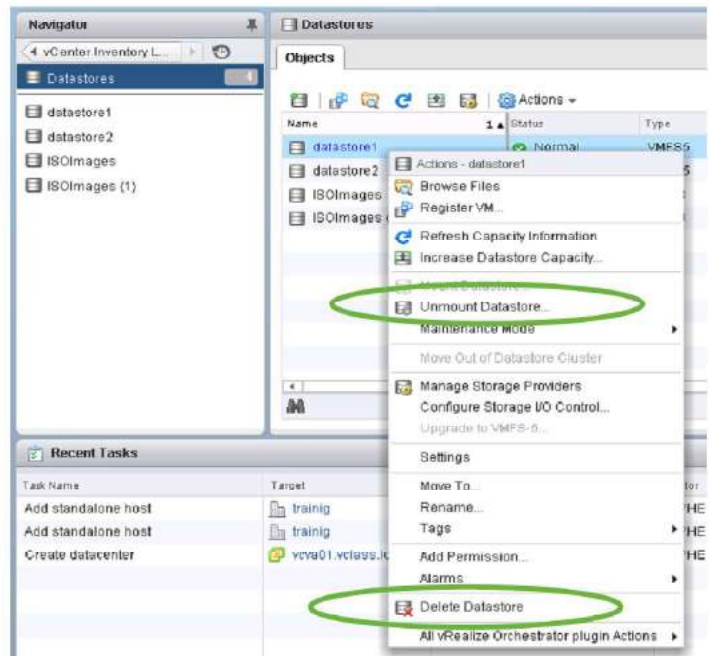 Navigator
vCenter Inventory L...
Datastores
datastore1
datastore2
ISOImages
ISOImages (1)
Datastores
Objects
Actions
Name
1
Status
Type
datastore1
Normal
VMFS5
datastore2
ISOImages
ISOImages
Actions - datastore1
Browse Files
Register VM...
Refresh Capacity Information
Increase Datastore Capacity...
Mount Datastore...
Unmount Datastore...
Maintenance Mode
Move Out of Datastore Cluster
Manage Storage Providers
Configure Storage I/O Control...
Upgrade to VMFS-5...
Settings
Move To...
Rename...
Tags
Add Permission...
Alarms
Delete Datastore
All vRealize Orchestrator plugin Actions
Recent Tasks
Task Name
Target
Add standalone host
trainig
Add standalone host
trainig
Create datacenter
vcva01.vclass.lo